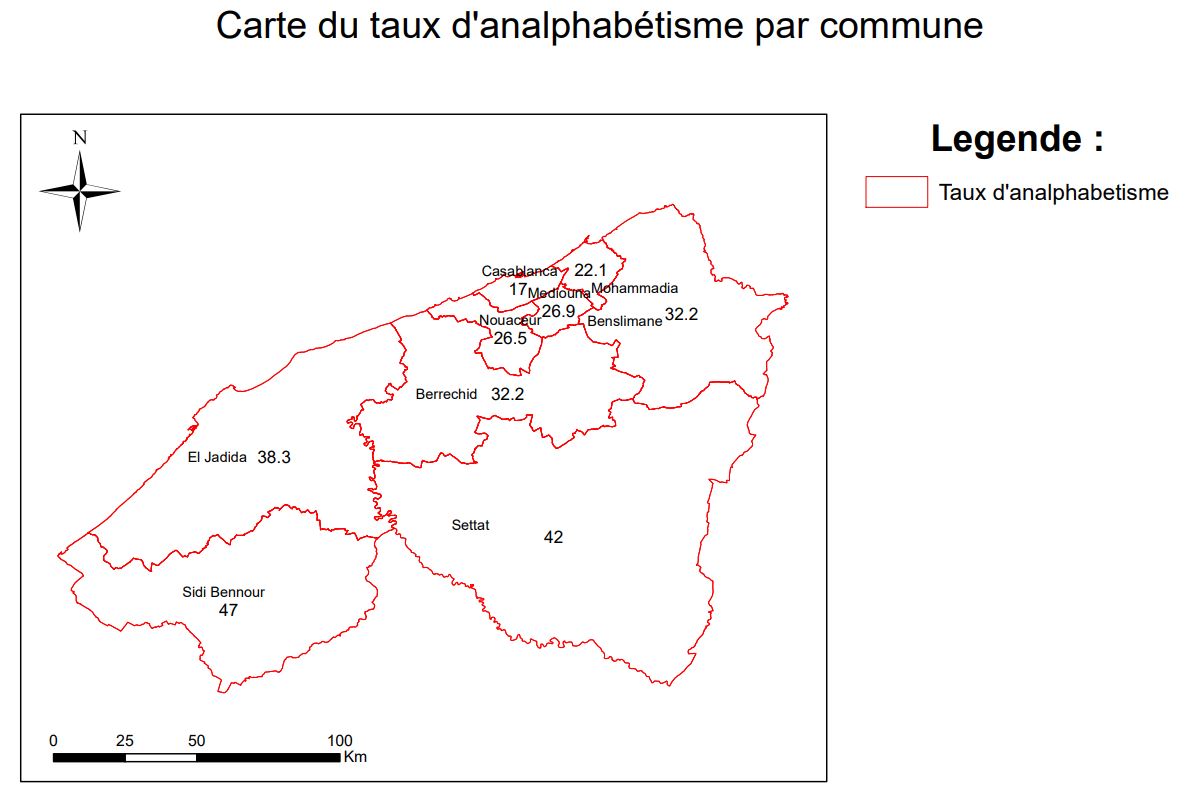 Carte du taux d'analphabétisme par commune
N
Legende :
Taux d'analphabetisme
Casablanca
17
22.1
Mohammadia
Mediouna
26.9
Nouaceur
26.5
Benslimane 32.2
Berrechid 32.2
El Jadida 38.3
Settat
42
Sidi Bennour
47
0 25 50 100
Km